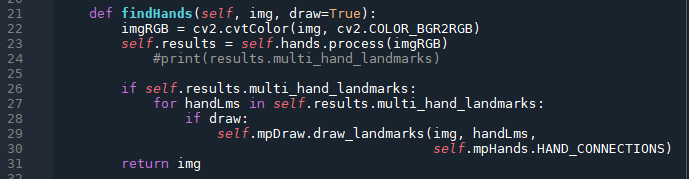 21 def findHands(self, img, draw=True):
22 imgRGB = cv2.cvtColor(img, cv2.COLOR_BGR2RGB)
23 self.results = self.hands.process(imgRGB)
24 #print(results.multi_hand_landmarks)
25
26 if self.results.multi_hand_landmarks:
27 for handLms in self.results.multi_hand_landmarks:
28 if draw:
29 self.mpDraw.draw_landmarks(img, handLms,
30 self.mpHands.HAND_CONNECTIONS)
31 return img